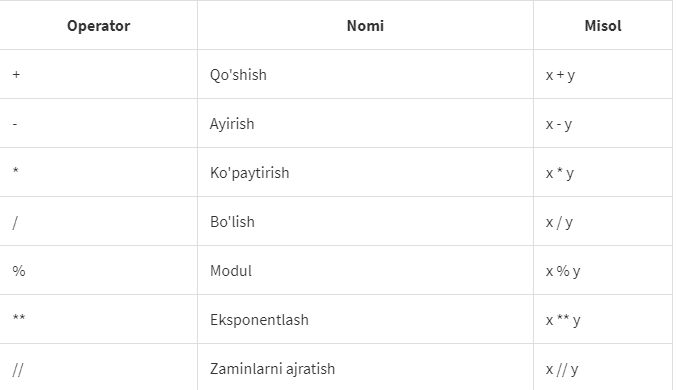 Operator Nomi Misol
+ Qo'shish x + y
- Ayirish x - y
* Ko'paytirish x * y
/ Bo'lish x / y
% Modul x % y
** Eksponentlash x ** y
// Zaminlarni ajratish x // y